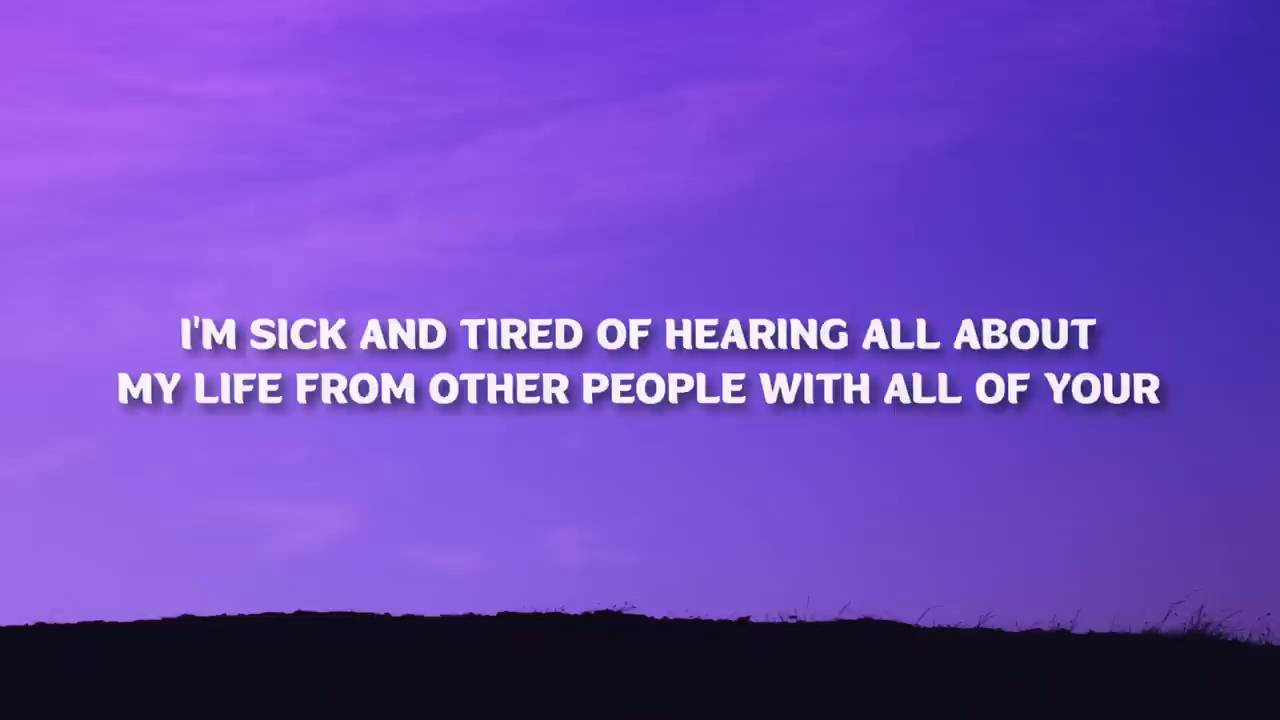 I'M SICK AND TIRED OF HEARING ALL ABOUT
MY LIFE FROM OTHER PEOPLE WITH ALL OF YOUR